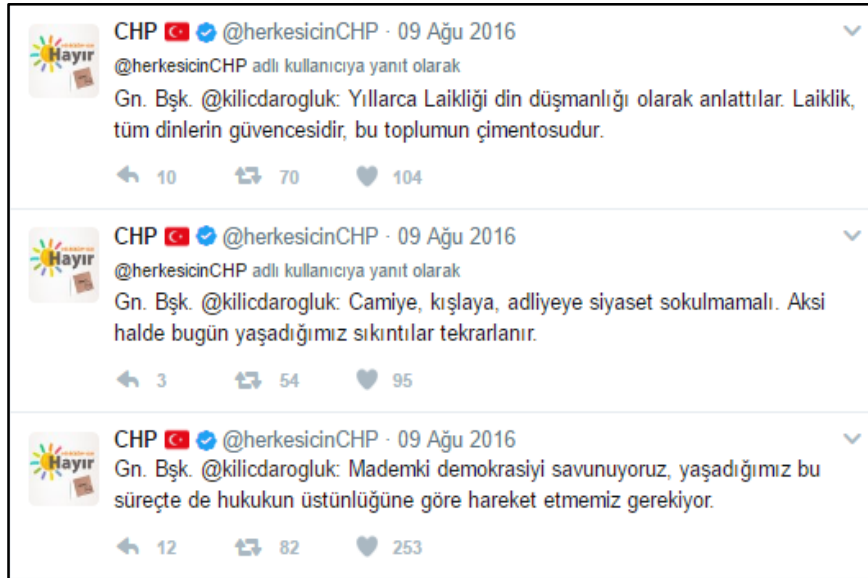 CHP @herkesicinCHP · 09 Ağu 2016
@herkesicinCHP adlı kullanıcıya yanıt olarak
Gn. Bşk. @kilicdarogluk: Yıllarca Laikliği din düşmanlığı olarak anlattılar. Laiklik,
tüm dinlerin güvencesidir, bu toplumun çimentosudur.
10 70 104
Hayır
CHP @herkesicinCHP · 09 Ağu 2016
@herkesicinCHP adlı kullanıcıya yanıt olarak
Gn. Bşk. @kilicdarogluk: Camiye, kışlaya, adliyeye siyaset sokulmamalı. Aksi
halde bugün yaşadığımız sıkıntılar tekrarlanır.
3 54 95
Hayır
CHP @herkesicinCHP · 09 Ağu 2016
Gn. Bşk. @kilicdarogluk: Mademki demokrasiyi savunuyoruz, yaşadığımız bu
süreçte de hukukun üstünlüğüne göre hareket etmemiz gerekiyor.
12 82 253
Hayır